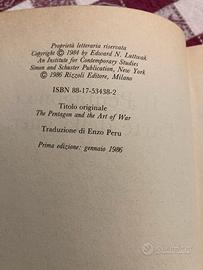 Proprietà letteraria riservata
Copyright © 1984 by Edward N. Luttwak
An Institute for Contemporary Studies
Simon and Schuster Publication, New York
© 1986 Rizzoli Editore, Milano
ISBN 88-17-53438-2
Titolo originale
The Pentagon and the Art of War
Traduzione di Enzo Peru
Prima edizione: gennaio 1986
subito.it